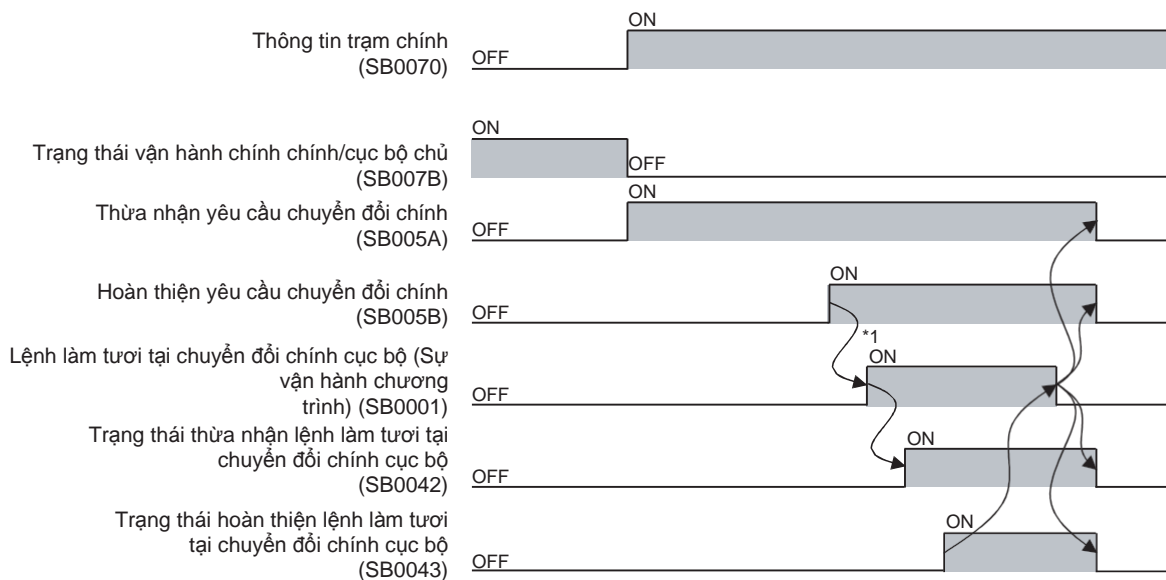 ON
Thông tin trạm chính
(SB0070)
OFF
ON
Trạng thái vận hành chính chính/cục bộ chủ
(SB007B)
OFF
ON
Thừa nhận yêu cầu chuyển đổi chính
(SB005A)
OFF
ON
Hoàn thiện yêu cầu chuyển đổi chính
(SB005B)
OFF
*1
Lệnh làm tươi tại chuyển đổi chính cục bộ (Sự
vận hành chương
trình) (SB0001)
ON
OFF
Trạng thái thừa nhận lệnh làm tươi tại
chuyển đổi chính cục bộ
(SB0042)
ON
OFF
Trạng thái hoàn thiện lệnh làm tươi
tại chuyển đổi chính cục bộ
(SB0043)
ON
OFF